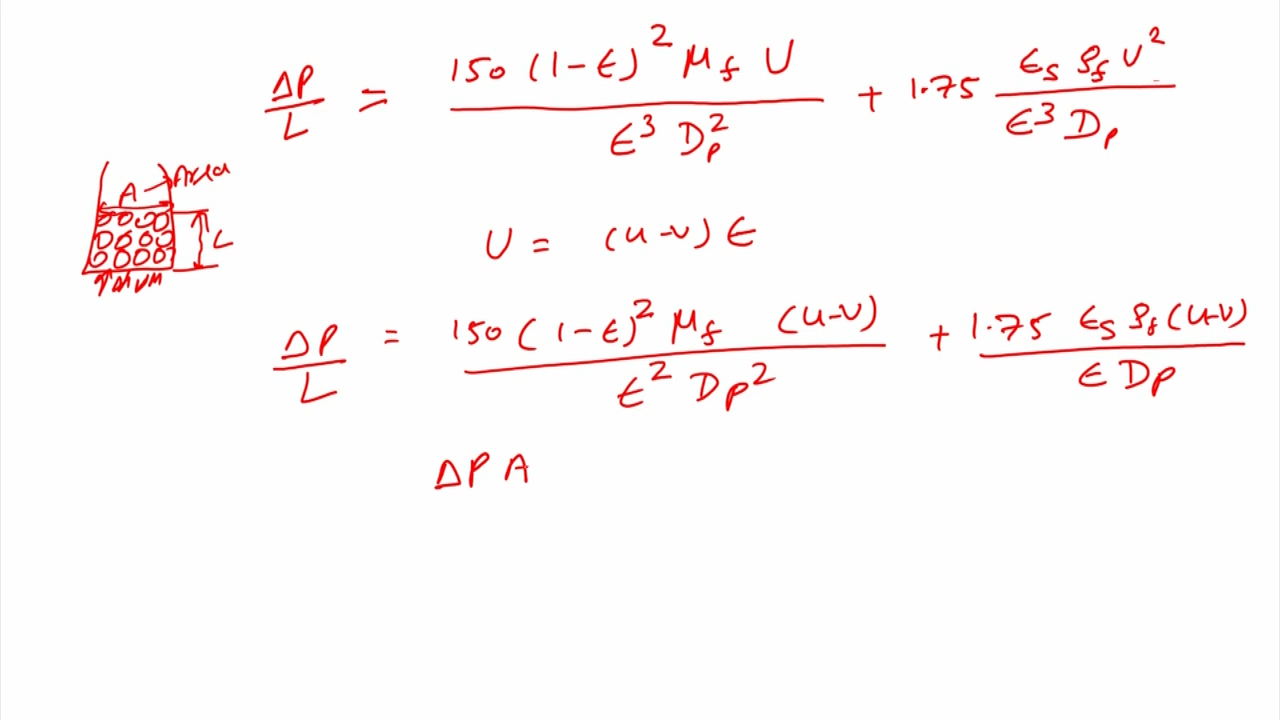 ΔP/L = 150 (1-ϵ)² μf U / ϵ³ Dp² + 1.75 ϵs ρf U² / ϵ³ Dp
A → Area
L
U = (u-v) ϵ
ΔP/L = 150 (1-ϵ)² μf (u-v) / ϵ² Dp² + 1.75 ϵs ρf (u-v) / ϵ Dp
ΔP A